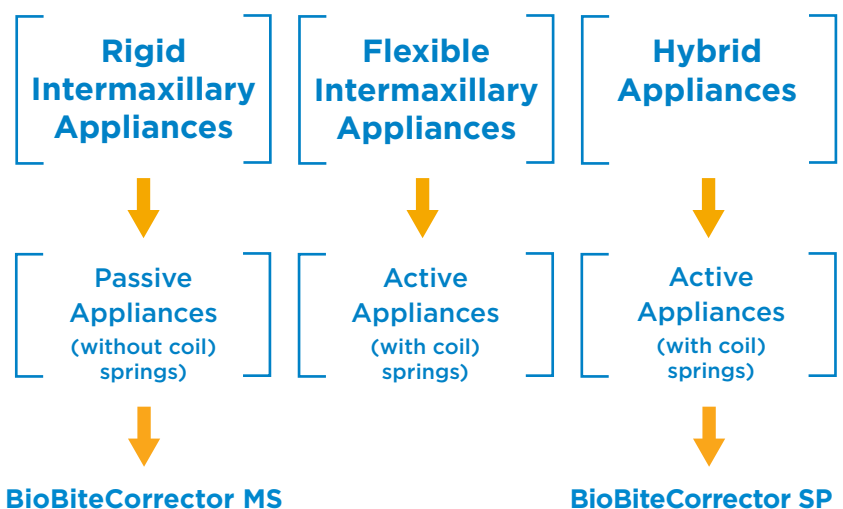 Rigid
Intermaxillary
Appliances
Flexible
Intermaxillary
Appliances
Hybrid
Appliances
Passive
Appliances
(without coil)
springs)
Active
Appliances
(with coil)
springs)
Active
Appliances
(with coil)
springs)
BioBiteCorrector MS
BioBiteCorrector SP